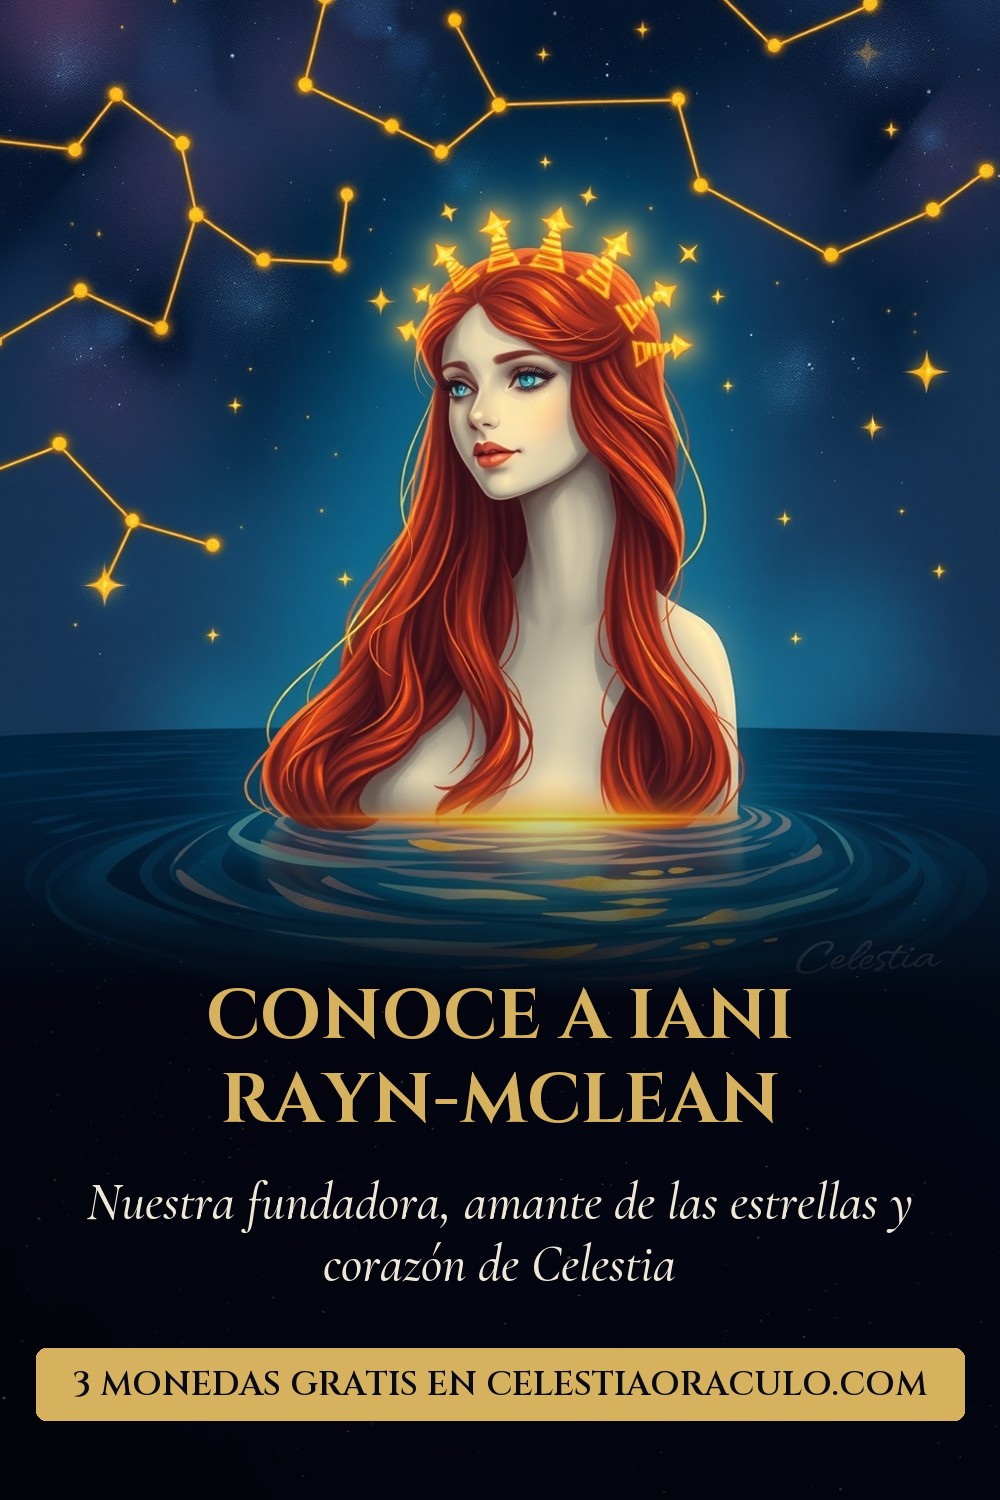 Celestia
CONOCE A IANI
RAYN-MCLEAN
Nuestra fundadora, amante de las estrellas y
corazón de Celestia
3 MONEDAS GRATIS EN CELESTIAORACULO.COM